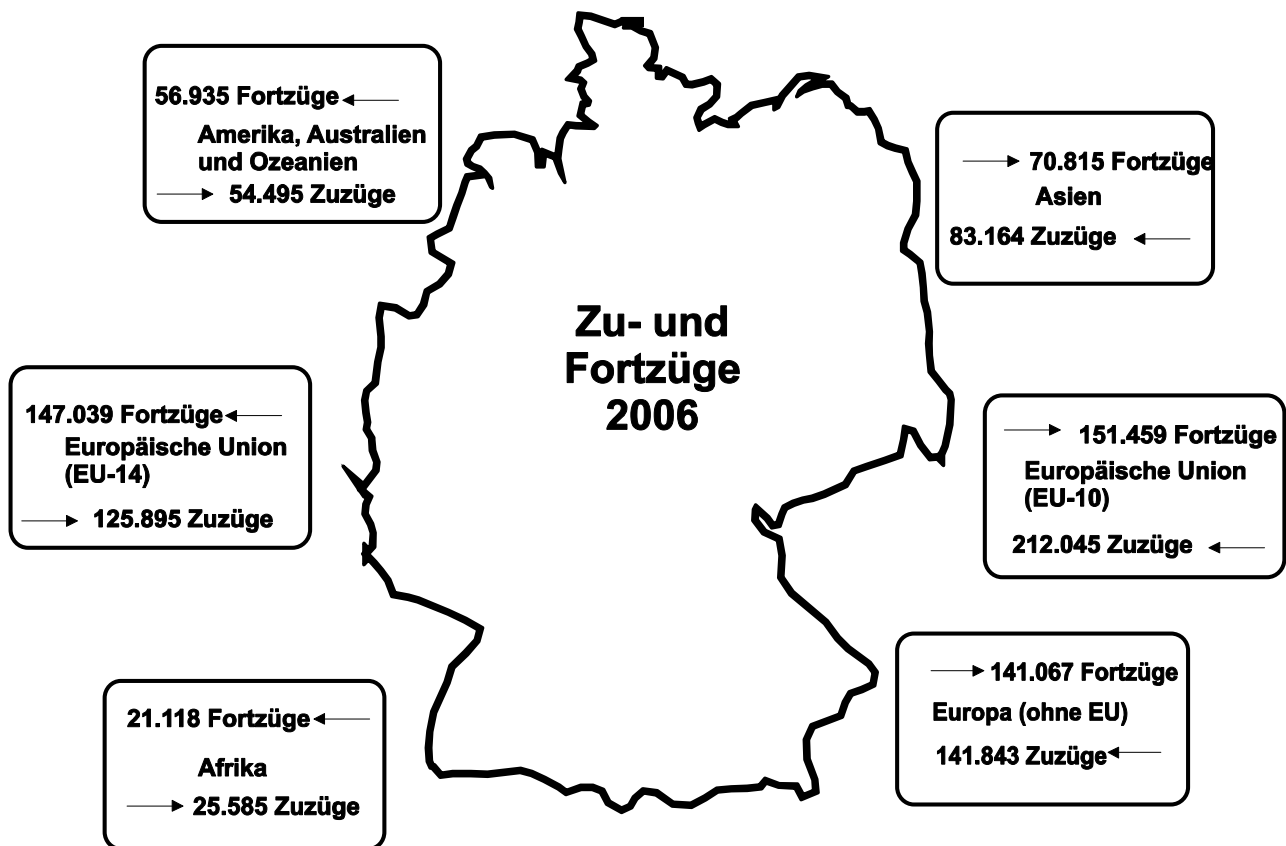 56.935 Fortzüge
Amerika, Australien
und Ozeanien
54.495 Zuzüge
70.815 Fortzüge
Asien
83.164 Zuzüge
Zu- und
Fortzüge
2006
147.039 Fortzüge
Europäische Union
(EU-14)
125.895 Zuzüge
151.459 Fortzüge
Europäische Union
(EU-10)
212.045 Zuzüge
21.118 Fortzüge
Afrika
25.585 Zuzüge
141.067 Fortzüge
Europa (ohne EU)
141.843 Zuzüge